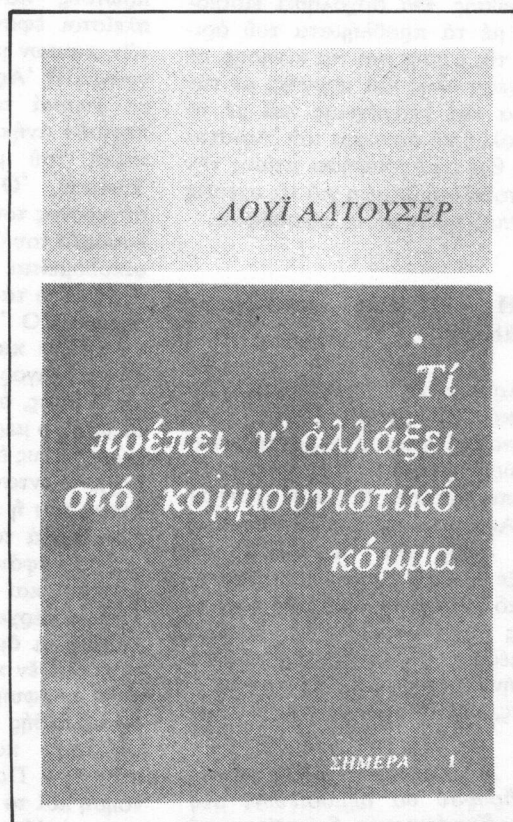 ΛΟΥΪ ΑΛΤΟΥΣΕΡ
Τί
πρέπει ν' ἀλλάξει
στό κομμουνιστικό
κόμμα
ΣΗΜΕΡΑ 1